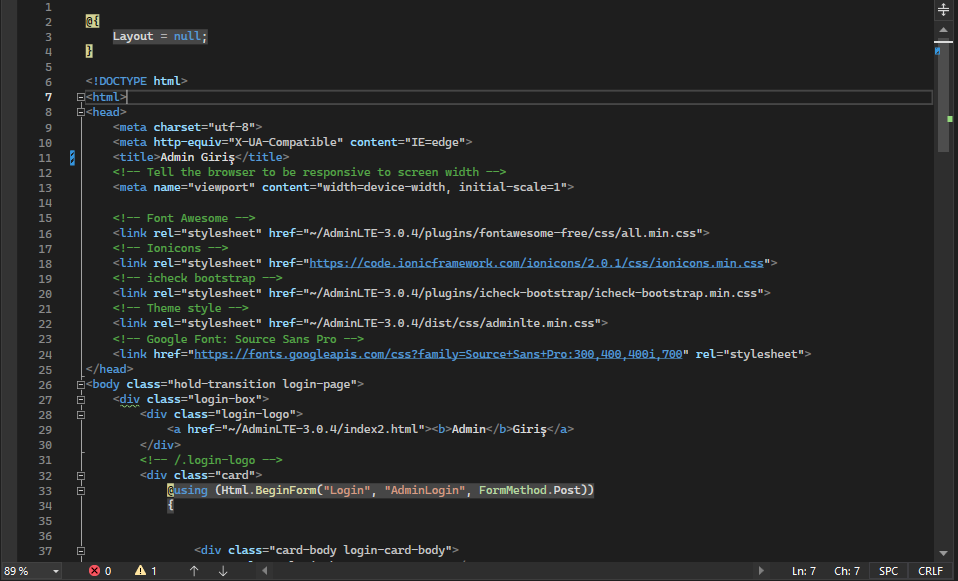 1
2 @{
3 Layout = null;
4 }
5
6 <!DOCTYPE html>
7 <html>
8 <head>
9 <meta charset="utf-8">
10 <meta http-equiv="X-UA-Compatible" content="IE=edge">
11 <title>Admin Giriş</title>
12 <!-- Tell the browser to be responsive to screen width -->
13 <meta name="viewport" content="width=device-width, initial-scale=1">
14
15 <!-- Font Awesome -->
16 <link rel="stylesheet" href="~/AdminLTE-3.0.4/plugins/fontawesome-free/css/all.min.css">
17 <!-- Ionicons -->
18 <link rel="stylesheet" href="https://code.ionicframework.com/ionicons/2.0.1/css/ionicons.min.css">
19 <!-- icheck bootstrap -->
20 <link rel="stylesheet" href="~/AdminLTE-3.0.4/plugins/icheck-bootstrap/icheck-bootstrap.min.css">
21 <!-- Theme style -->
22 <link rel="stylesheet" href="~/AdminLTE-3.0.4/dist/css/adminlte.min.css">
23 <!-- Google Font: Source Sans Pro -->
24 <link href="https://fonts.googleapis.com/css?family=Source+Sans+Pro:300,400,400i,700" rel="stylesheet">
25 </head>
26 <body class="hold-transition login-page">
27 <div class="login-box">
28 <div class="login-logo">
29 <a href="~/AdminLTE-3.0.4/index2.html"><b>Admin</b>Giriş</a>
30 </div>
31 <!-- /.login-logo -->
32 <div class="card">
33 @using (Html.BeginForm("Login", "AdminLogin", FormMethod.Post))
34 {
35
36
37 <div class="card-body login-card-body">
89 % 0 1 Ln: 7 Ch: 7 SPC CRLF